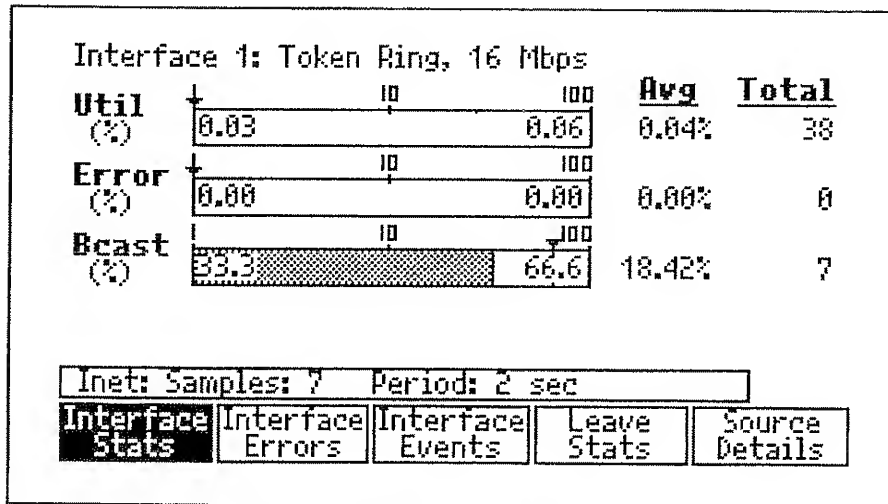 Interface 1: Token Ring, 16 Mbps
Avg Total
Util 10 100
(%) 0.03 0.06 0.04% 38
Error 10 100
(%) 0.00 0.00 0.00% 0
Bcast 10 100
(%) 33.3 66.6 18.42% 7
Inet: Samples: 7 Period: 2 sec
Interface Stats
Interface Errors
Interface Events
Leave Stats
Source Details